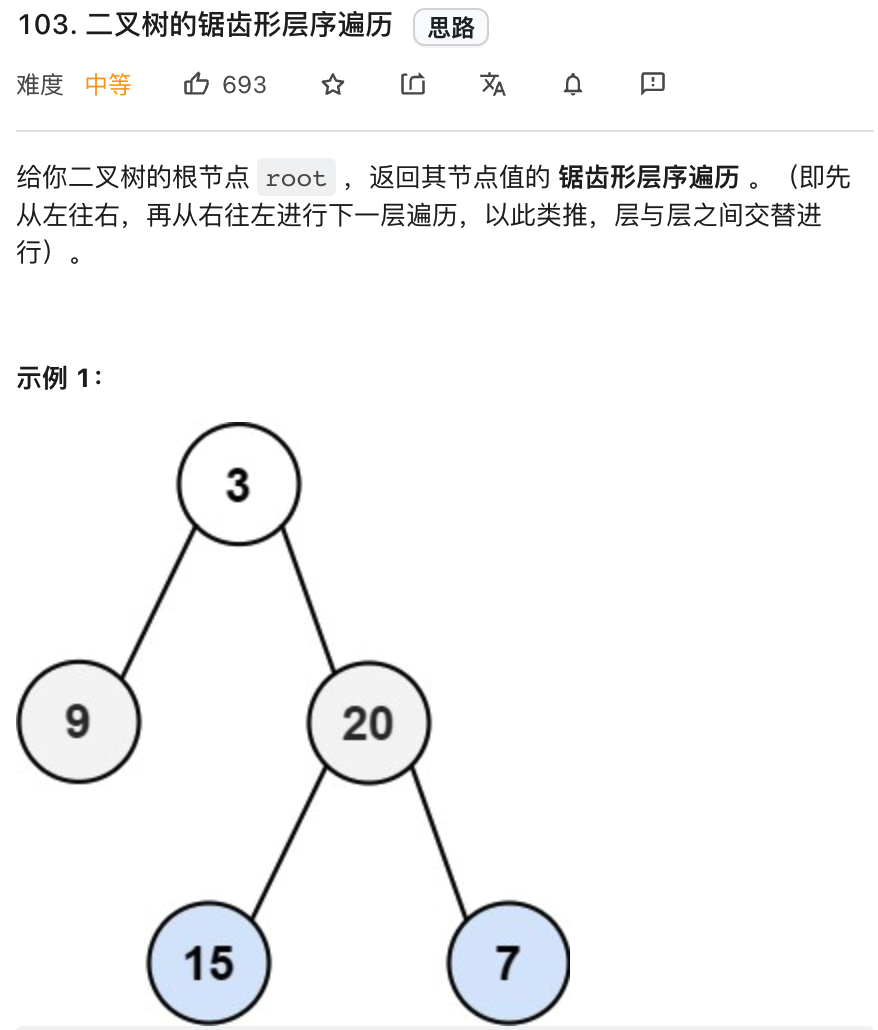 103. 二叉树的锯齿形层序遍历 思路
难度 中等 693
给你二叉树的根节点 root ，返回其节点值的 锯齿形层序遍历 。（即先
从左往右，再从右往左进行下一层遍历，以此类推，层与层之间交替进
行）。
示例 1：
3
9 20
15 7